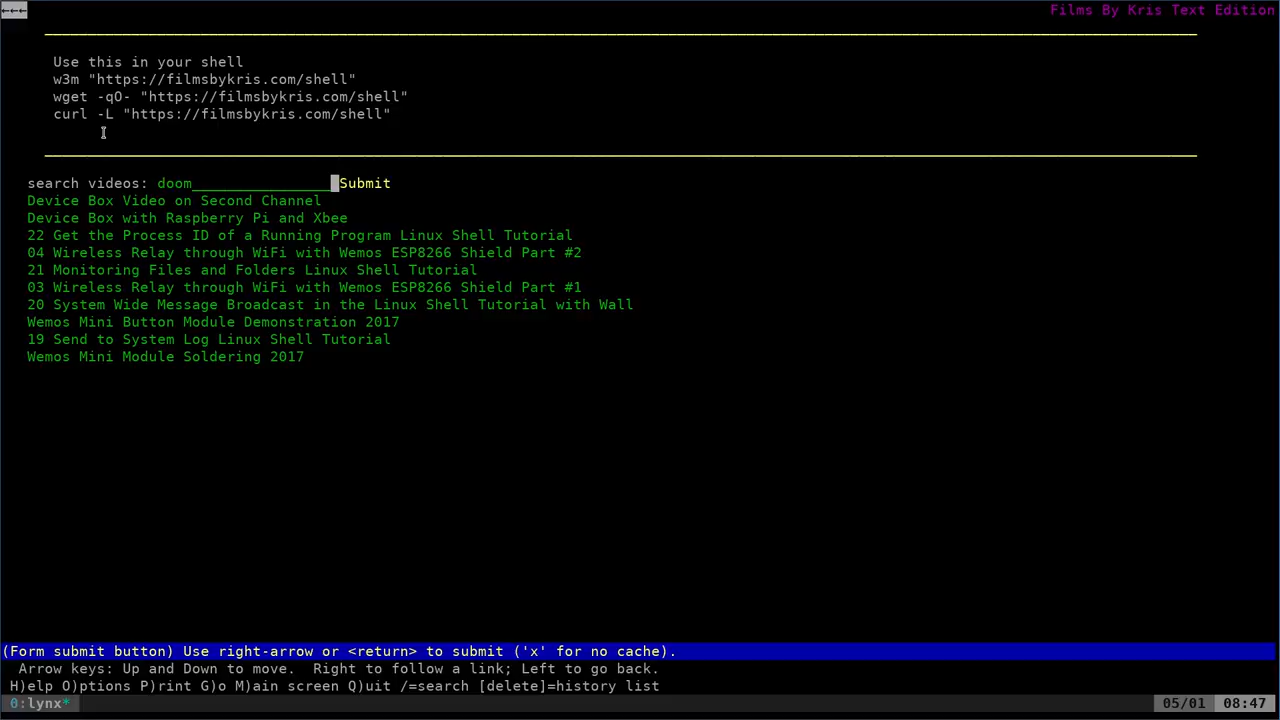 ←←← Films By Kris Text Edition
Use this in your shell
w3m "https://filmsbykris.com/shell"
wget -qO- "https://filmsbykris.com/shell"
curl -L "https://filmsbykris.com/shell"
search videos: doom________________ Submit
Device Box Video on Second Channel
Device Box with Raspberry Pi and Xbee
22 Get the Process ID of a Running Program Linux Shell Tutorial
04 Wireless Relay through WiFi with Wemos ESP8266 Shield Part #2
21 Monitoring Files and Folders Linux Shell Tutorial
03 Wireless Relay through WiFi with Wemos ESP8266 Shield Part #1
20 System Wide Message Broadcast in the Linux Shell Tutorial with Wall
Wemos Mini Button Module Demonstration 2017
19 Send to System Log Linux Shell Tutorial
Wemos Mini Module Soldering 2017
(Form submit button) Use right-arrow or <return> to submit ('x' for no cache).
Arrow keys: Up and Down to move.  Right to follow a link; Left to go back.
H)elp O)ptions P)rint G)o M)ain screen Q)uit /=search [delete]=history list
0:lynx* 05/01 08:47